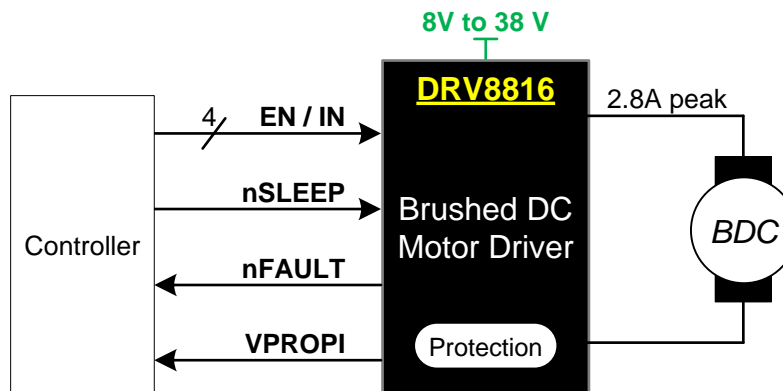 8V to 38 V
DRV8816
2.8A peak
4
EN / IN
nSLEEP
Brushed DC
Motor Driver
BDC
Controller
nFAULT
VPROPI
Protection